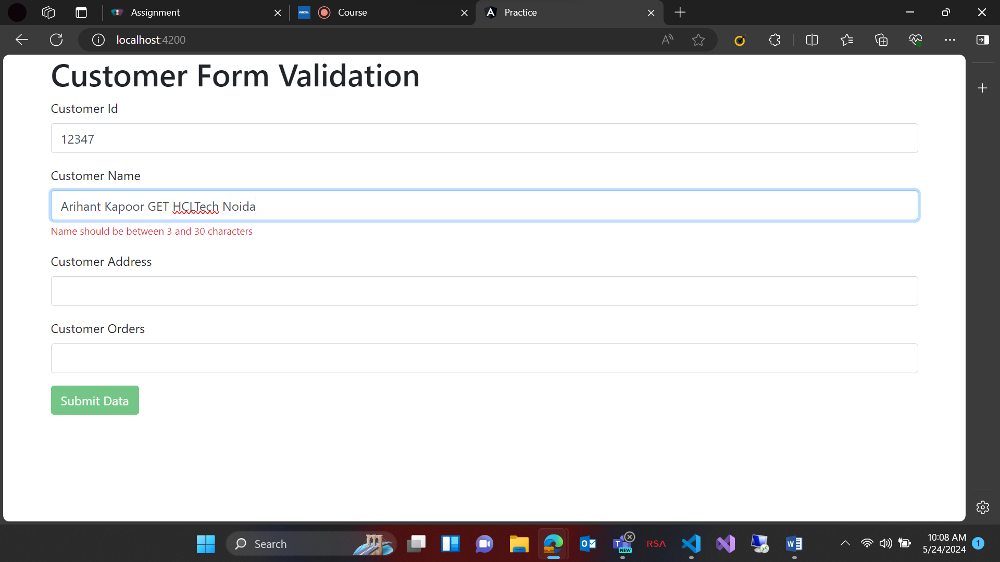 Assignment
HCL
Course
Practice
localhost:4200
Customer Form Validation
Customer Id
12347
Customer Name
Arihant Kapoor GET HCLTech Noida
Name should be between 3 and 30 characters
Customer Address
Customer Orders
Submit Data
Search
NEW
RSA
10:08 AM
5/24/2024
1